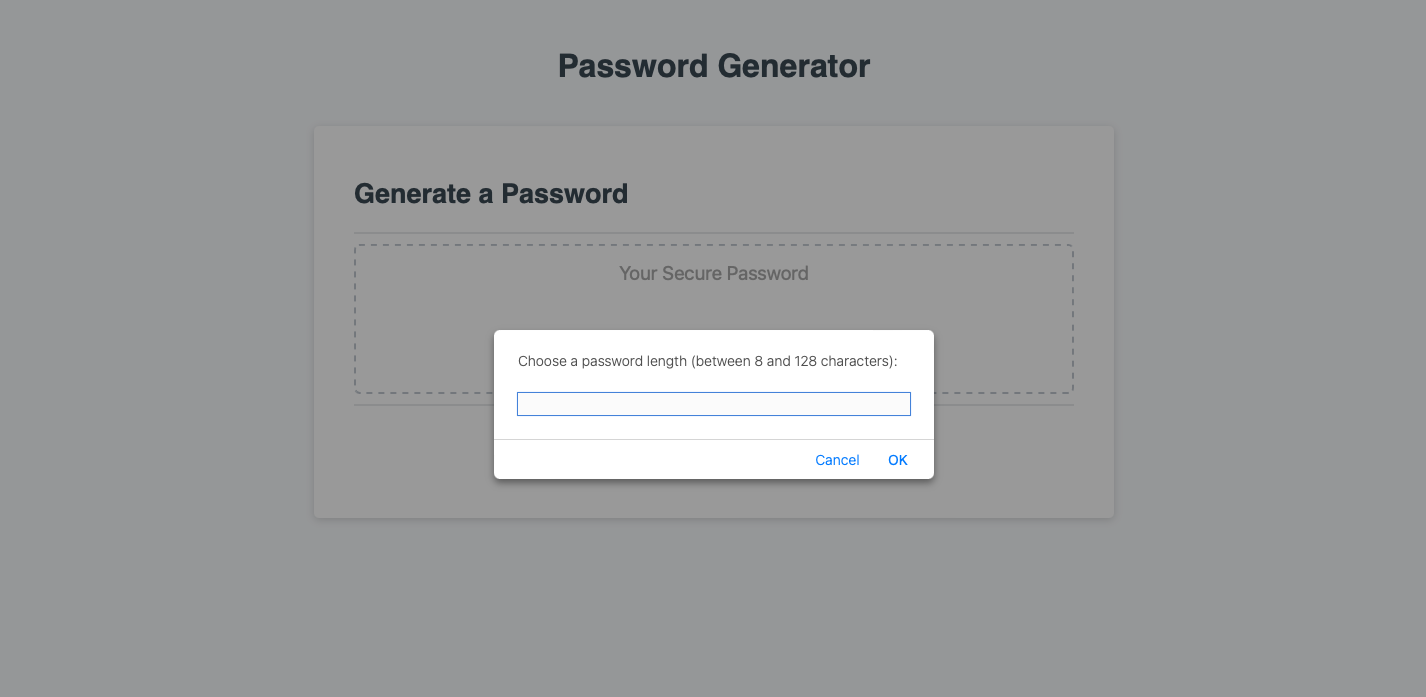 Password Generator
Generate a Password
Your Secure Password
Choose a password length (between 8 and 128 characters):
Cancel OK